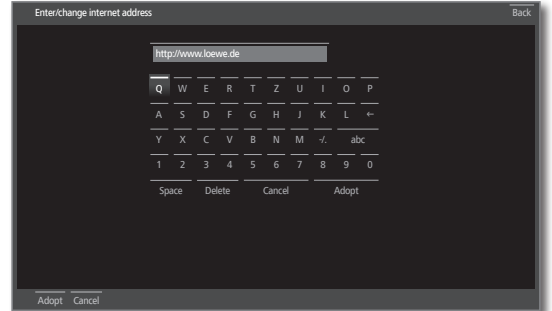 Enter/change internet address Back
http://www.loewe.de
Q W E R T Z U I O P
A S D F G H J K L ←
Y X C V B N M -/. abc
1 2 3 4 5 6 7 8 9 0
Space Delete Cancel Adopt
Adopt Cancel